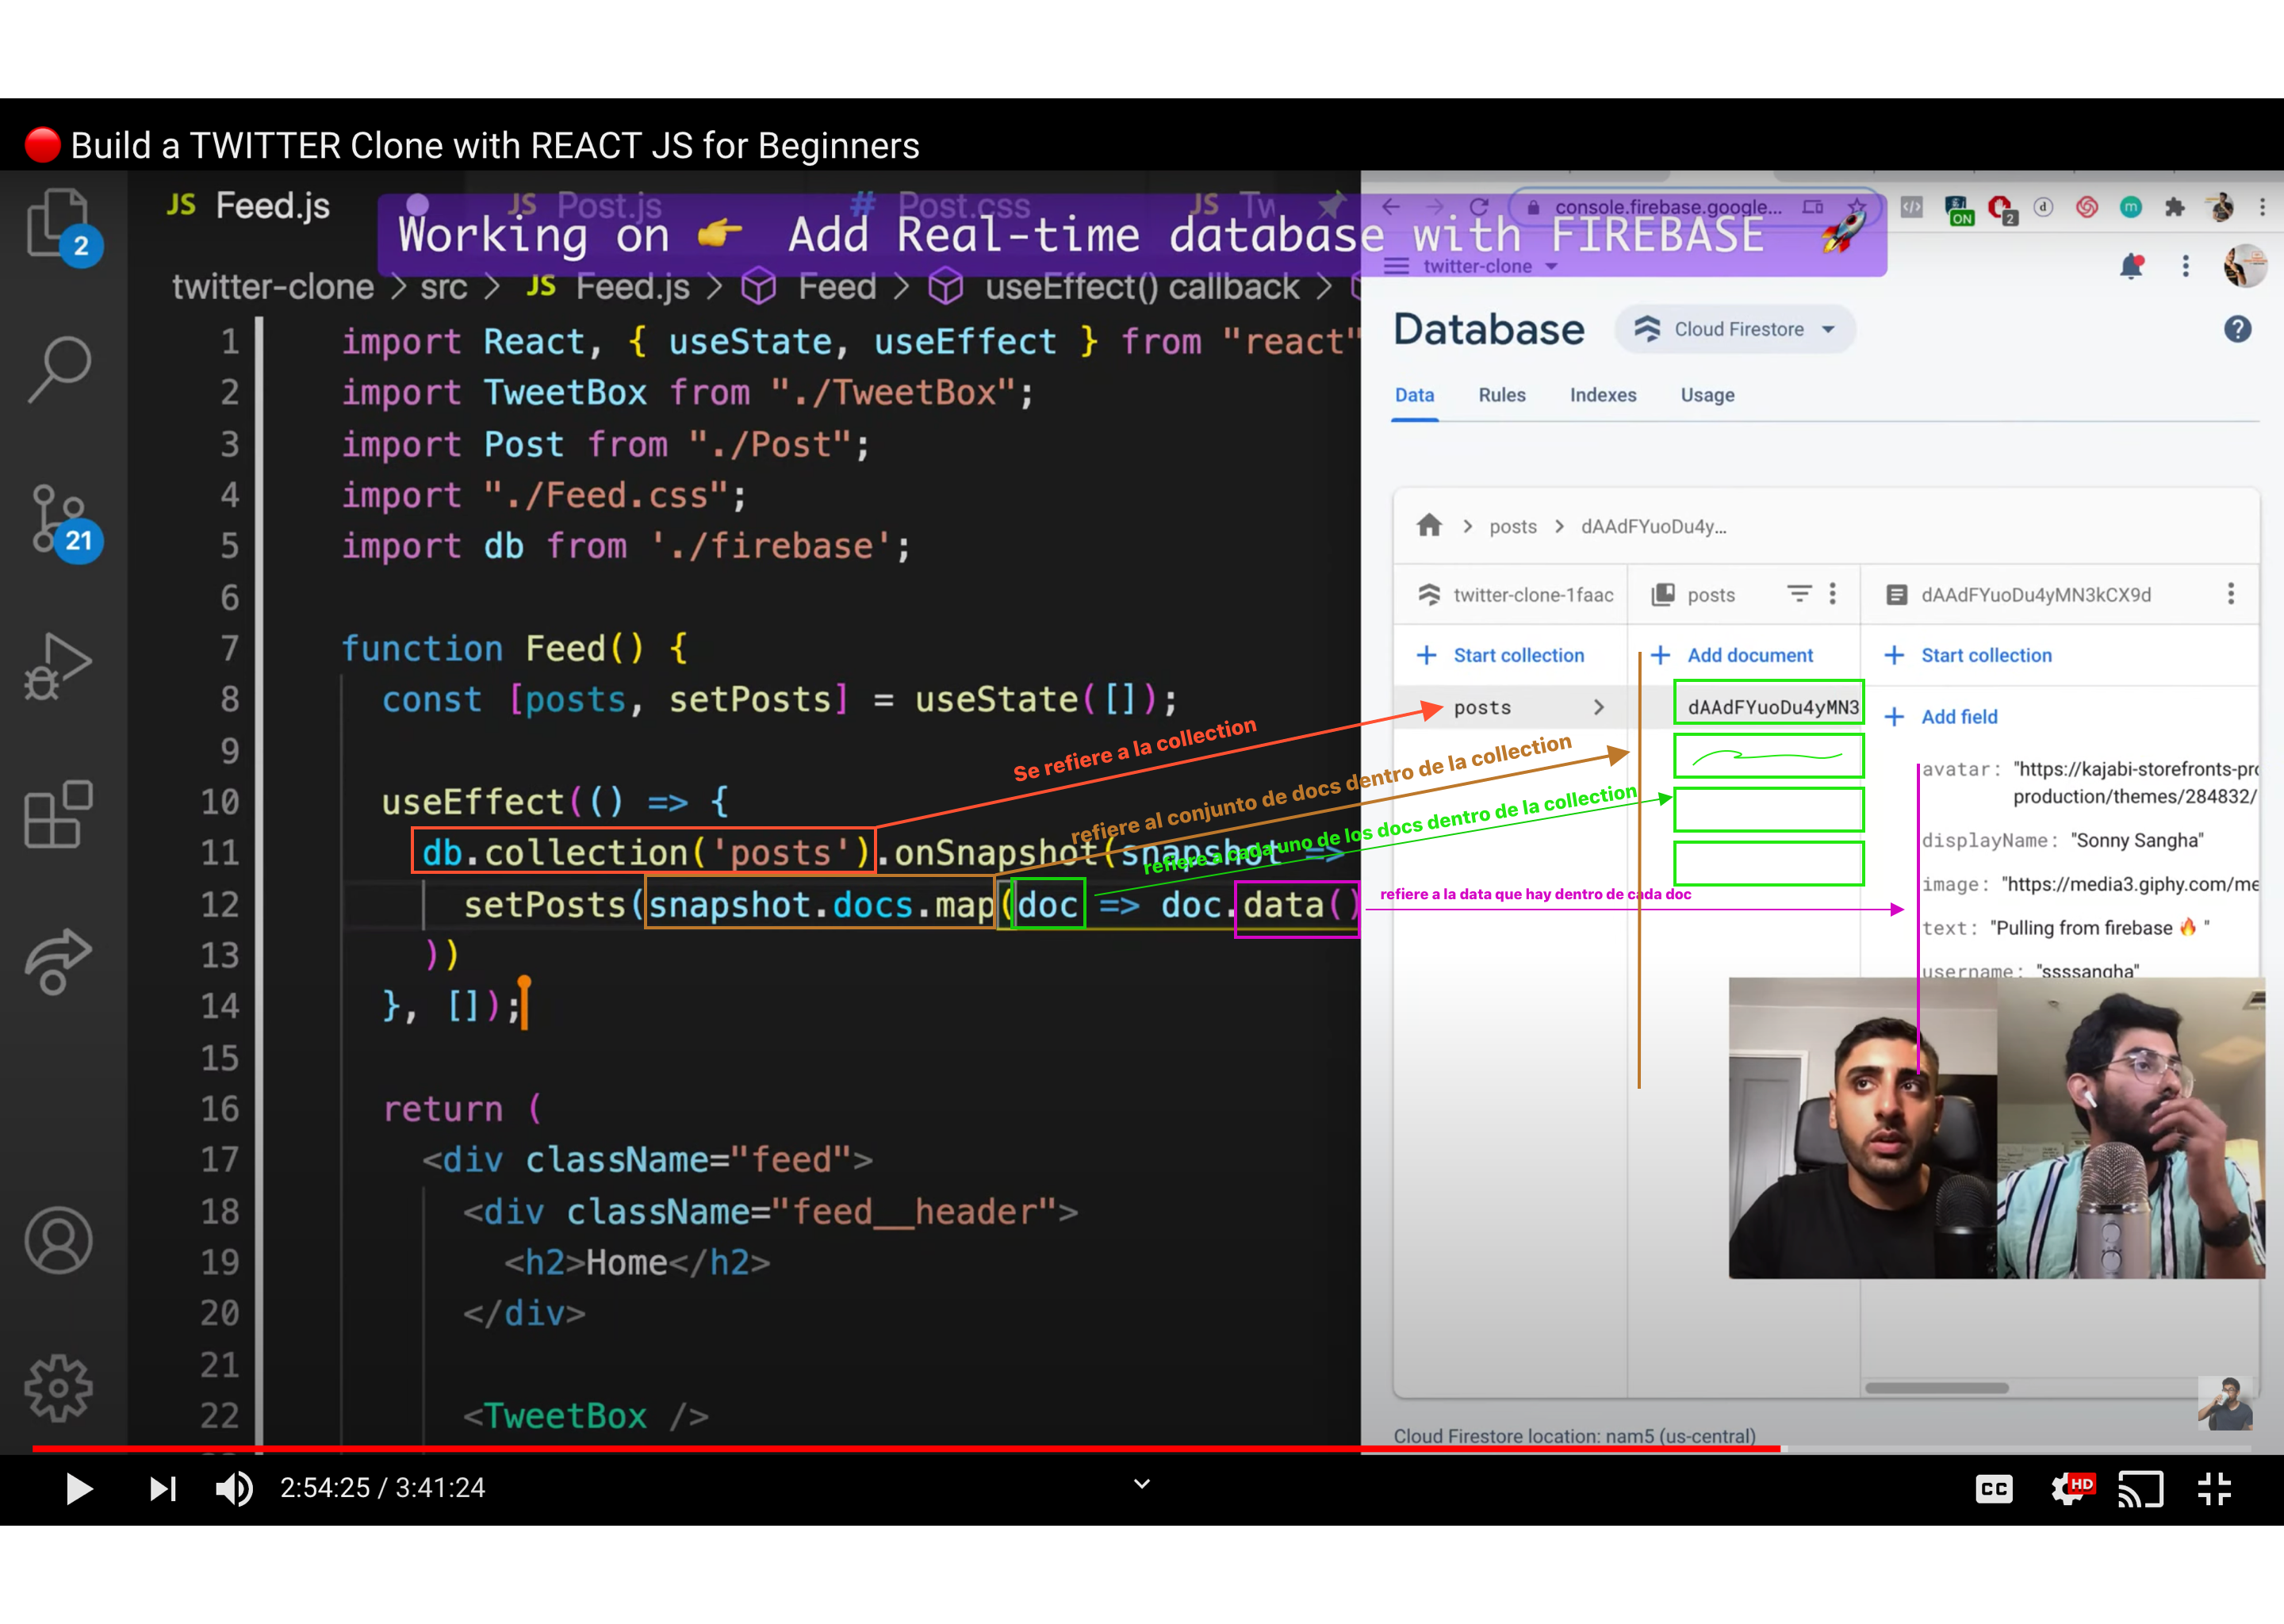 🔴 Build a TWITTER Clone with REACT JS for Beginners
JS Feed.js
JS Post.js
# Post.css
JS Tw
Working on 👉 Add Real-time database with FIREBASE 🚀
twitter-clone > src > JS Feed.js > Feed > useEffect() callback >
2
21
1 import React, { useState, useEffect } from "react"
2 import TweetBox from "./TweetBox";
3 import Post from "./Post";
4 import "./Feed.css";
5 import db from './firebase';
6
7 function Feed() {
8 const [posts, setPosts] = useState([]);
9
10 useEffect(() => {
11 db.collection('posts').onSnapshot(snapshot =>
12 setPosts(snapshot.docs.map(doc => doc.data()
13 ))
14 }, []);
15
16 return (
17 <div className="feed">
18 <div className="feed__header">
19 <h2>Home</h2>
20 </div>
21
22 <TweetBox />
Se refiere a la collection
refiere al conjunto de docs dentro de la collection
refiere a cada uno de los docs dentro de la collection
refiere a la data que hay dentro de cada doc
console.firebase.google...
ON
2
d
m
twitter-clone
Database
Cloud Firestore
?
Data Rules Indexes Usage
posts > dAAdFYuoDu4y...
twitter-clone-1faac
posts
dAAdFYuoDu4yMN3kCX9d
+ Start collection
+ Add document
+ Start collection
posts >
dAAdFYuoDu4yMN3
+ Add field
avatar: "https://kajabi-storefronts-pro
production/themes/284832/
displayName: "Sonny Sangha"
image: "https://media3.giphy.com/me
text: "Pulling from firebase 🔥 "
username: "ssssangha"
Cloud Firestore location: nam5 (us-central)
2:54:25 / 3:41:24
CC
HD